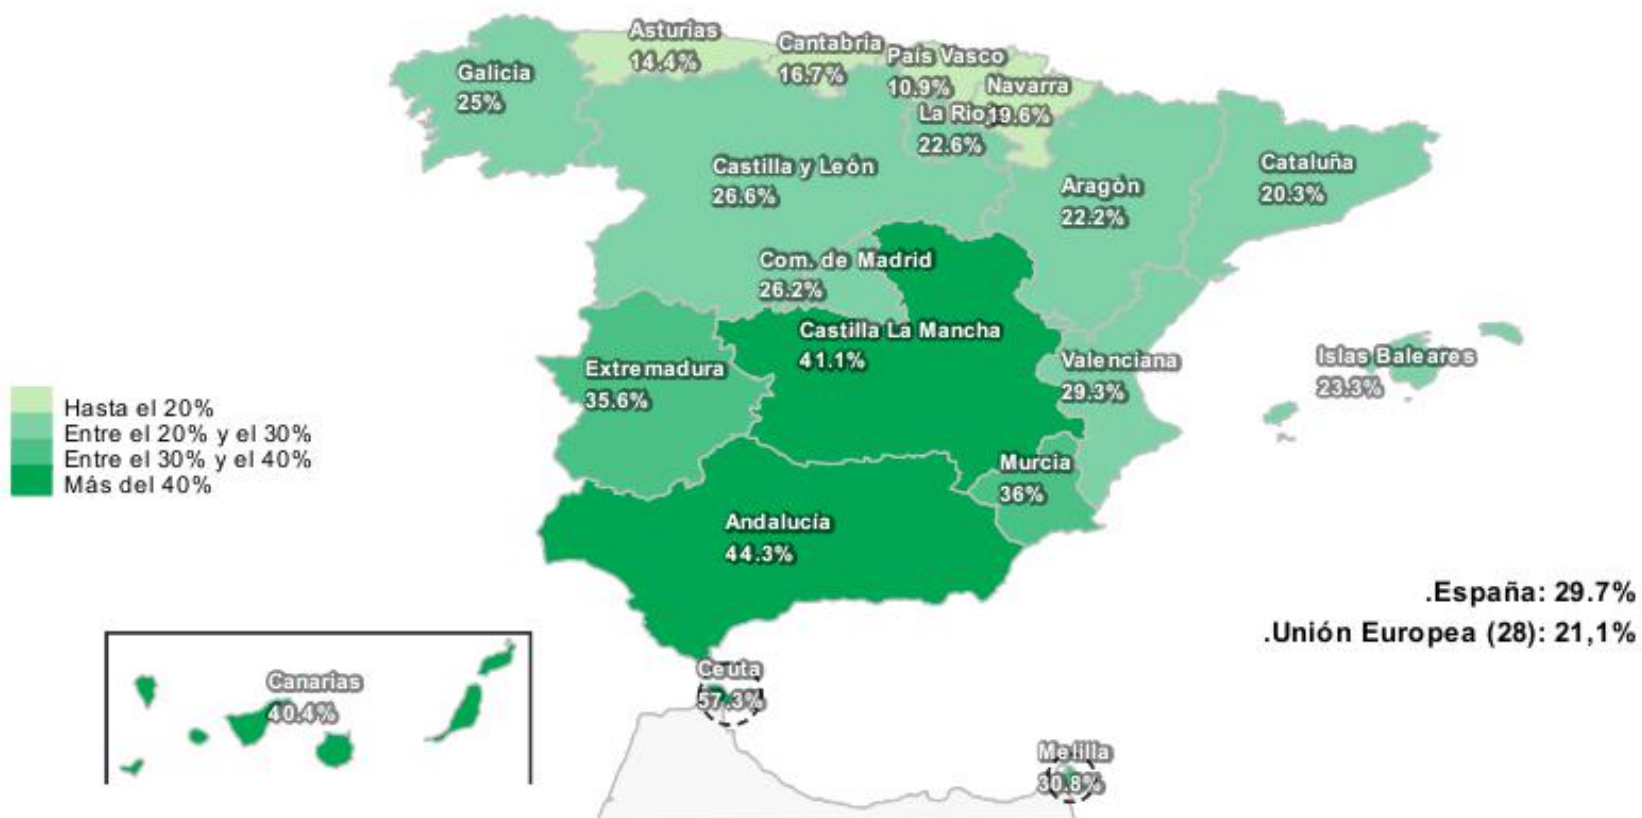 Asturias
14.4%
Cantabria
16.7%
País Vasco
10.9%
Galicia
25%
Navarra
19.6%
La Rioja
22.6%
Castilla y León
26.6%
Aragón
22.2%
Cataluña
20.3%
Com. de Madrid
26.2%
Castilla La Mancha
41.1%
Extremadura
35.6%
Valenciana
29.3%
Islas Baleares
23.3%
Hasta el 20%
Entre el 20% y el 30%
Entre el 30% y el 40%
Más del 40%
Murcia
36%
Andalucía
44.3%
.España: 29.7%
.Unión Europea (28): 21,1%
Canarias
40.4%
Ceuta
57.3%
Melilla
30.8%